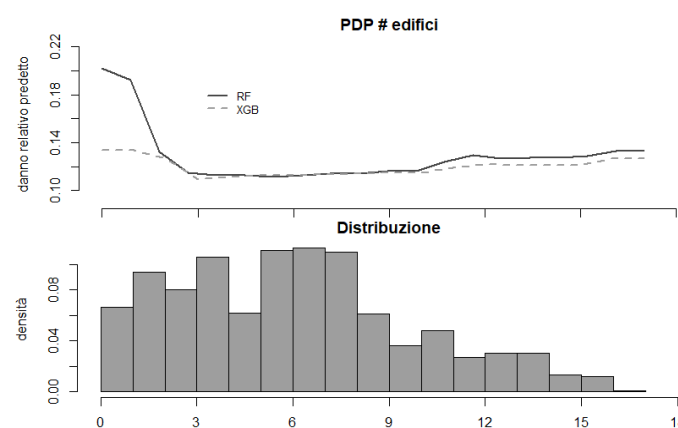 PDP # edifici
danno relativo predetto
0.22
0.18
0.14
0.10
RF
XGB
Distribuzione
densità
0.08
0.04
0.00
0 3 6 9 12 15 1